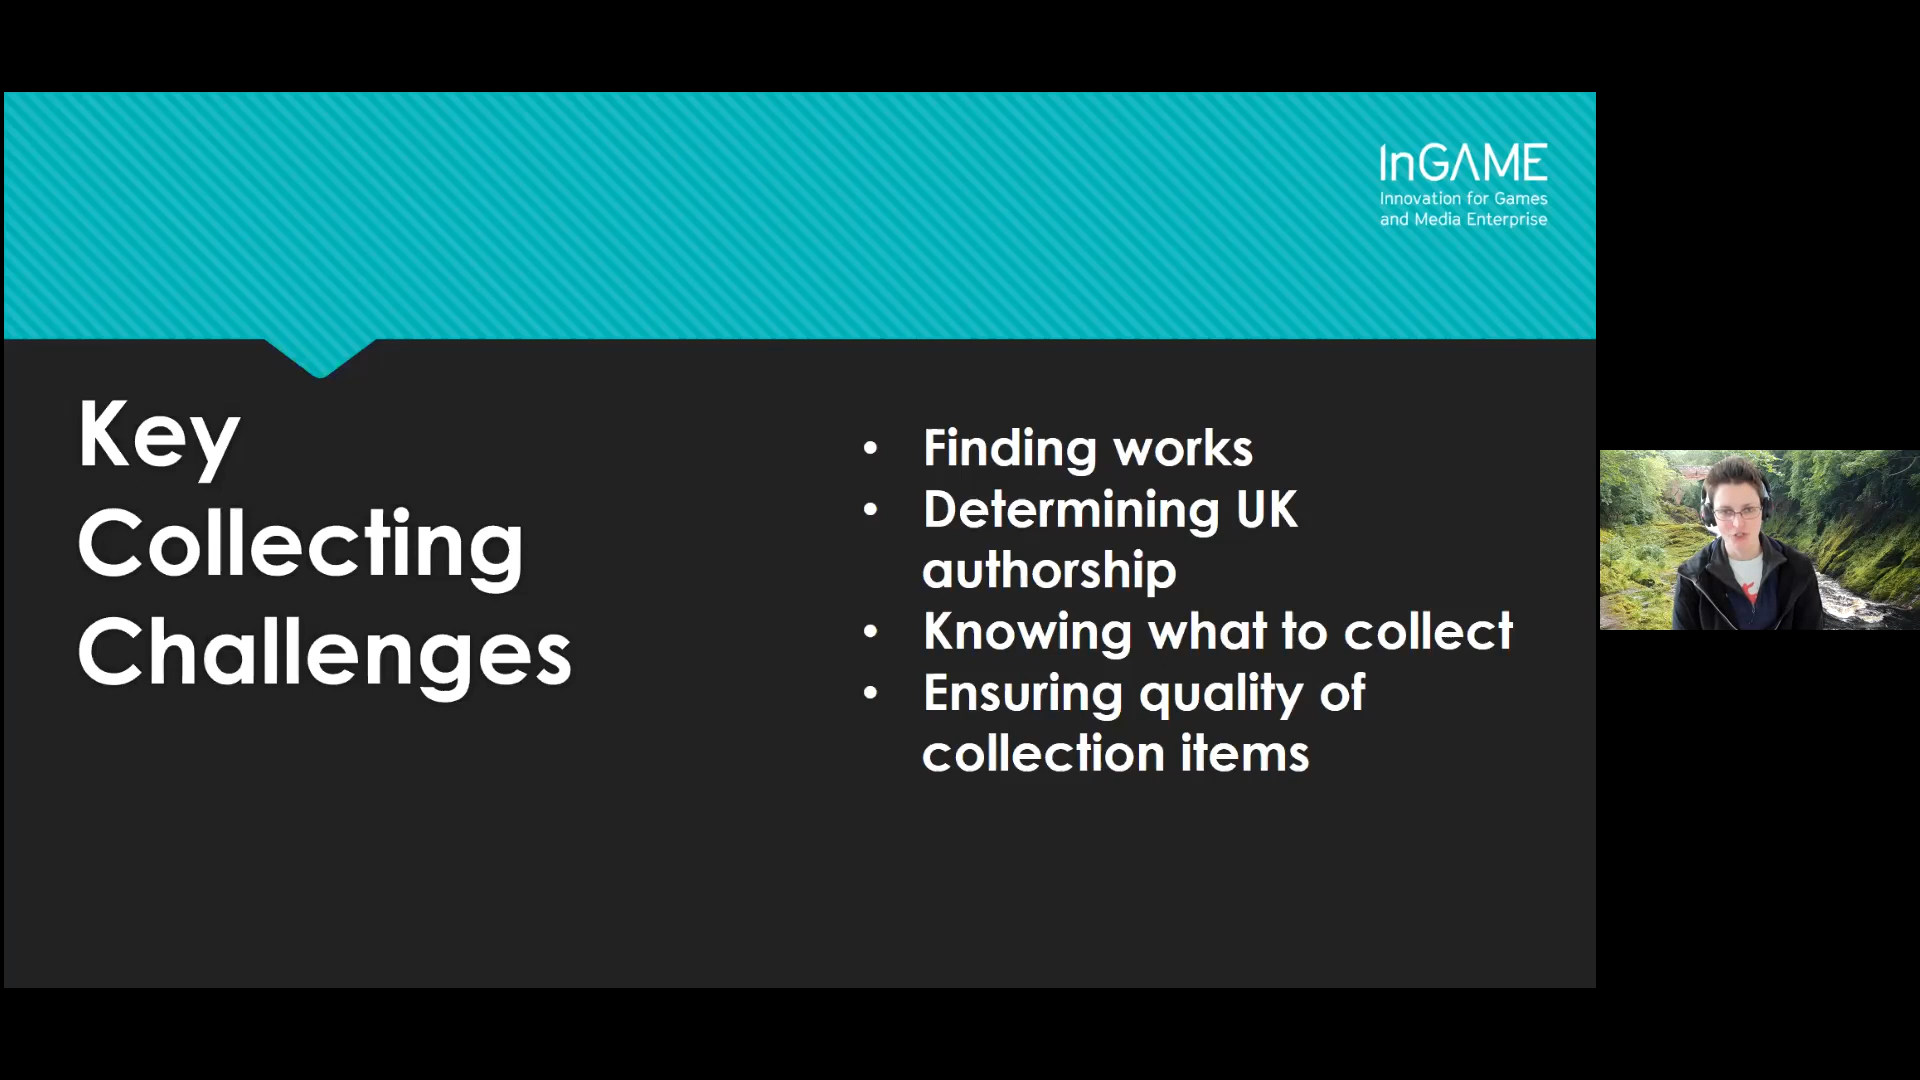 InGAME
Innovation for Games
and Media Enterprise
Key
Collecting
Challenges
• Finding works
• Determining UK
authorship
• Knowing what to collect
• Ensuring quality of
collection items